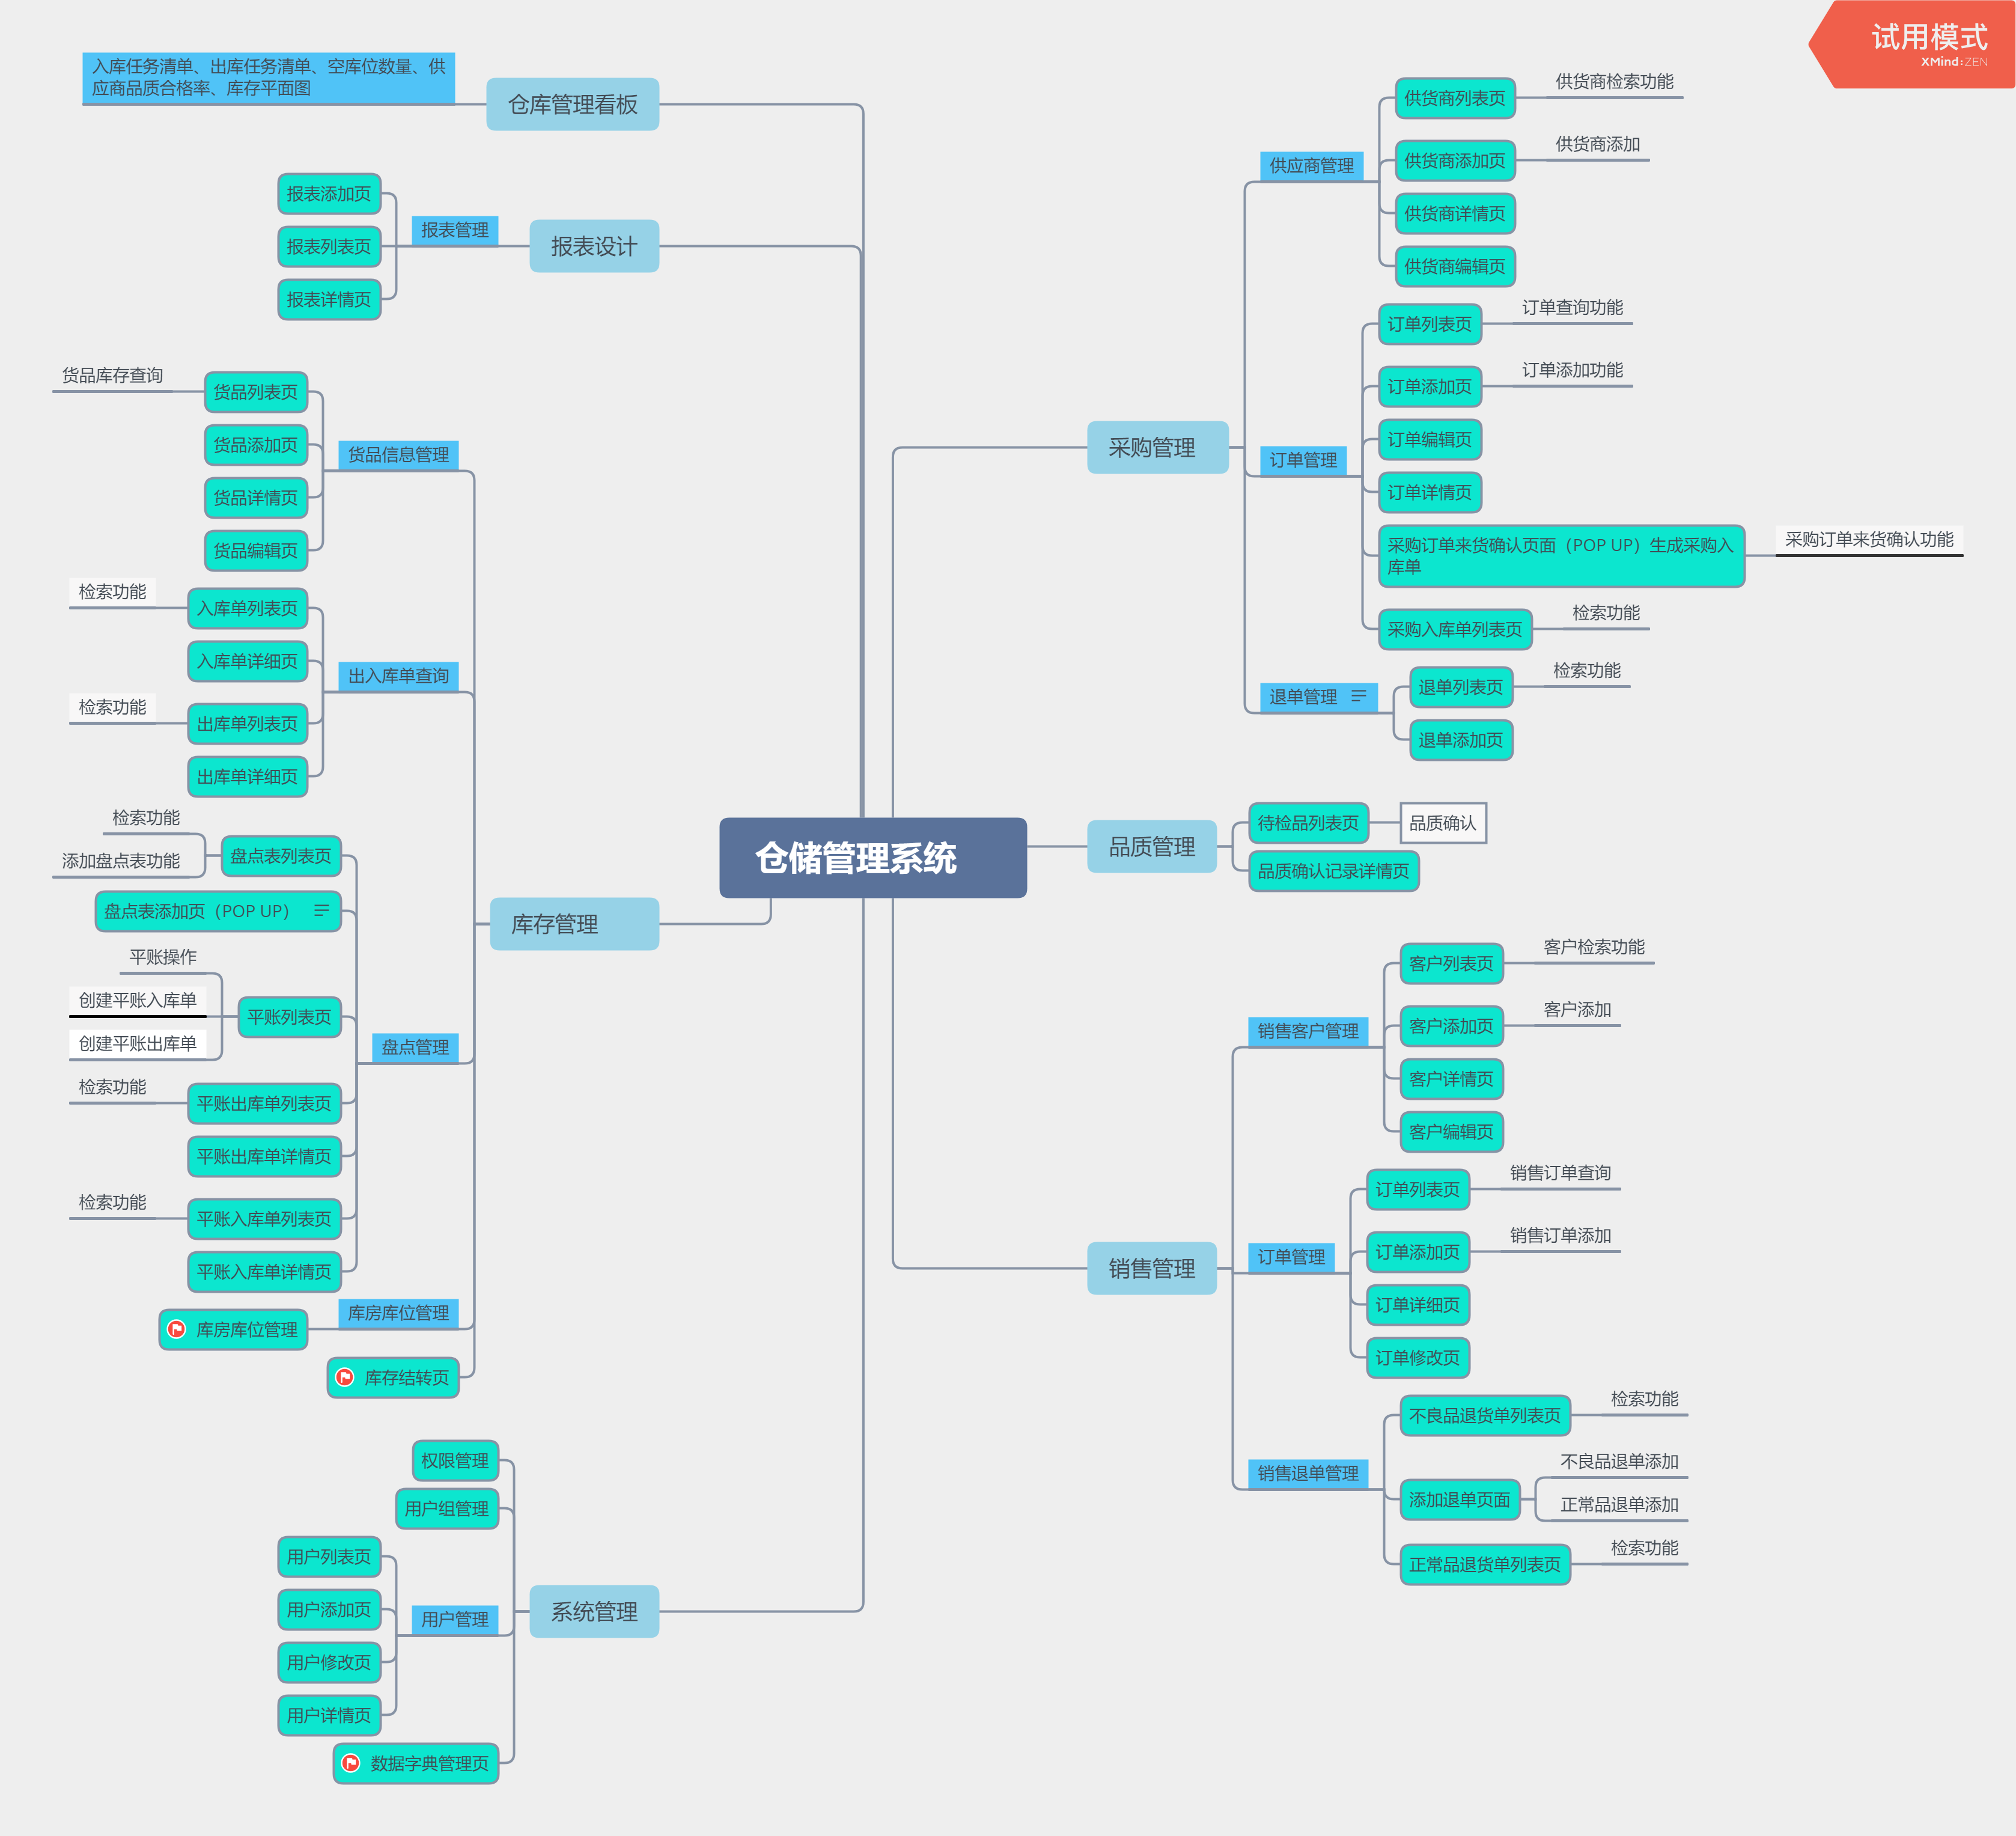 试用模式
XMind:ZEN
仓储管理系统
采购管理
供应商管理
供货商列表页
供货商检索功能
供货商添加页
供货商添加
供货商详情页
供货商编辑页
订单管理
订单列表页
订单查询功能
订单添加页
订单添加功能
订单编辑页
订单详情页
采购订单来货确认页面（POP UP）生成采购入
库单
采购订单来货确认功能
采购入库单列表页
检索功能
退单管理
退单列表页
检索功能
退单添加页
品质管理
待检品列表页
品质确认
品质确认记录详情页
销售管理
销售客户管理
客户列表页
客户检索功能
客户添加页
客户添加
客户详情页
客户编辑页
订单管理
订单列表页
销售订单查询
订单添加页
销售订单添加
订单详细页
订单修改页
销售退单管理
不良品退货单列表页
检索功能
添加退单页面
不良品退单添加
正常品退单添加
正常品退货单列表页
检索功能
仓库管理看板
入库任务清单、出库任务清单、空库位数量、供
应商品质合格率、库存平面图
报表设计
报表管理
报表添加页
报表列表页
报表详情页
库存管理
货品信息管理
货品列表页
货品库存查询
货品添加页
货品详情页
货品编辑页
出入库单查询
入库单列表页
检索功能
入库单详细页
出库单列表页
检索功能
出库单详细页
盘点管理
盘点表列表页
检索功能
添加盘点表功能
盘点表添加页（POP UP）
平账列表页
平账操作
创建平账入库单
创建平账出库单
平账出库单列表页
检索功能
平账出库单详情页
平账入库单列表页
检索功能
平账入库单详情页
库房库位管理
库房库位管理
库存结转页
系统管理
权限管理
用户组管理
用户管理
用户列表页
用户添加页
用户修改页
用户详情页
数据字典管理页